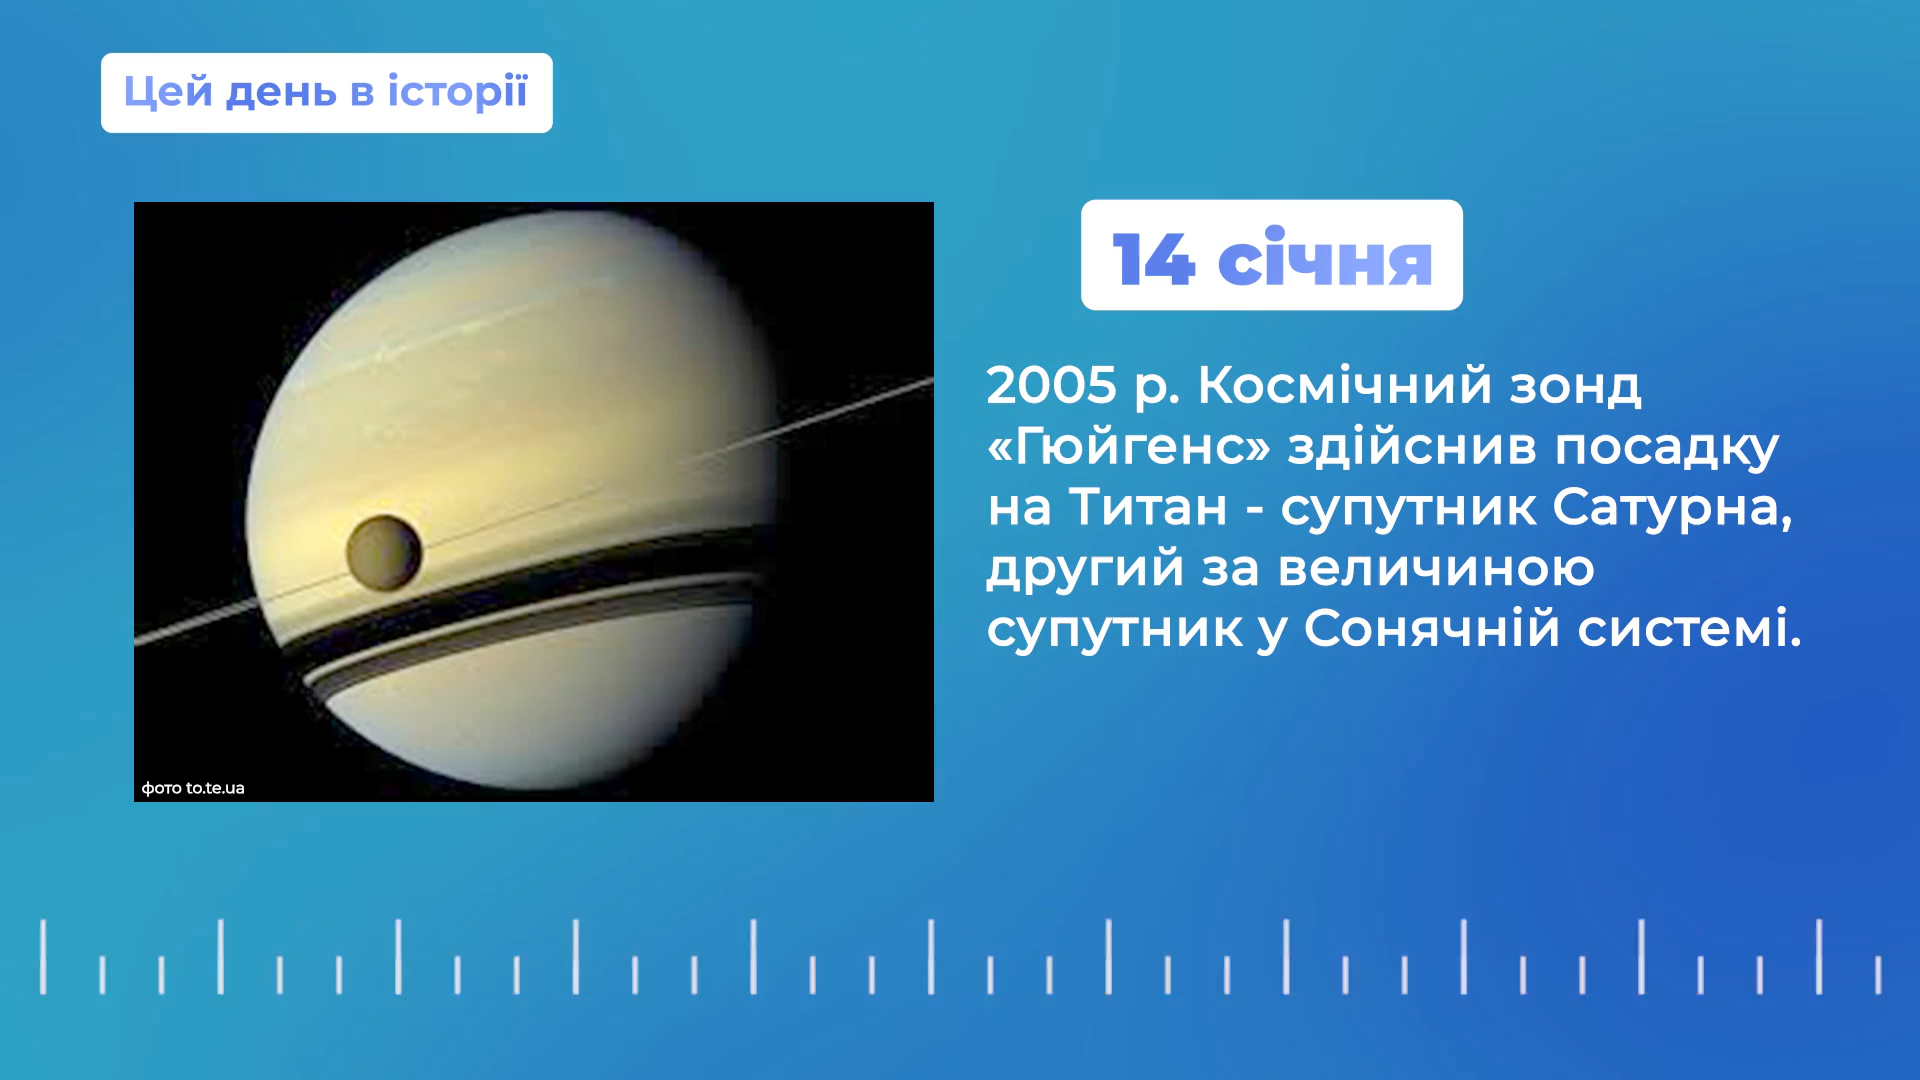 Цей день в історії
14 січня
2005 р. Космічний зонд
«Гюйгенс» здійснив посадку
на Титан - супутник Сатурна,
другий за величиною
супутник у Сонячній системі.
фото to.te.ua